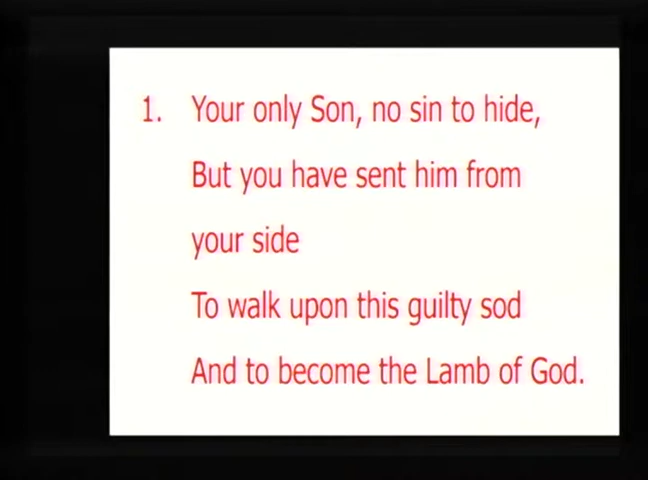 1. Your only Son, no sin to hide,
But you have sent him from
your side
To walk upon this guilty sod
And to become the Lamb of God.